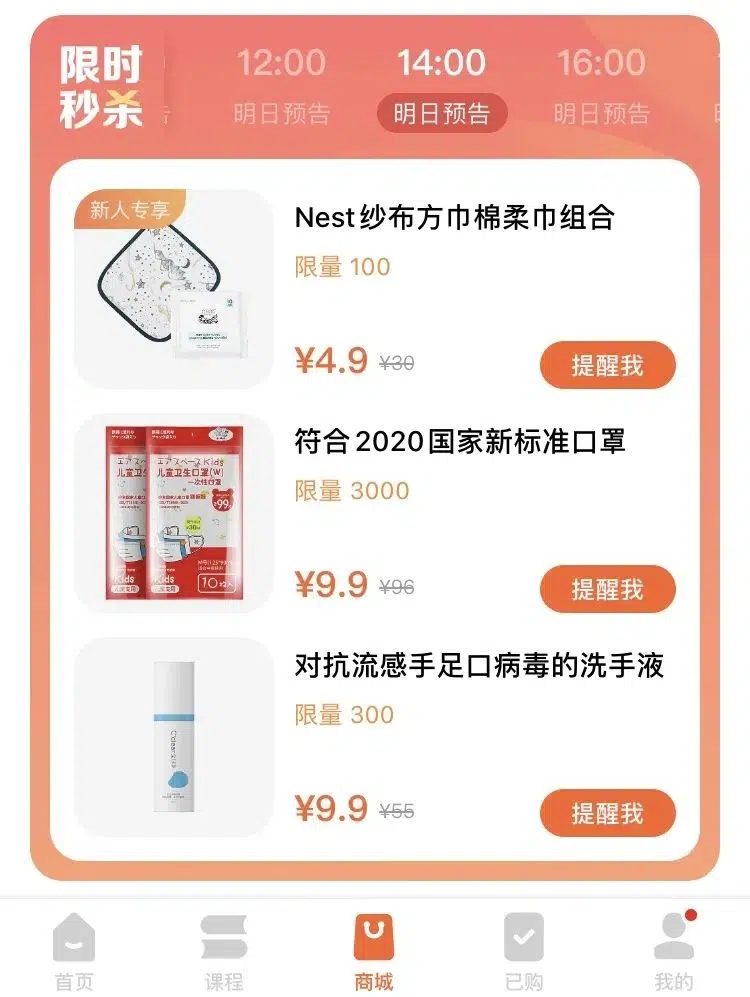 限时
秒杀
12:00
14:00
16:00
明日预告
明日预告
明日预告
新人专享
Nest纱布方巾棉柔巾组合
限量 100
¥4.9 ¥30
提醒我
符合2020国家新标准口罩
限量 3000
¥9.9 ¥96
提醒我
エアスペースKids
儿童卫生口罩(W)
一次性口罩
99
Kids
Kids
对抗流感手足口病毒的洗手液
限量 300
¥9.9 ¥55
提醒我
首页
课程
商城
已购
我的